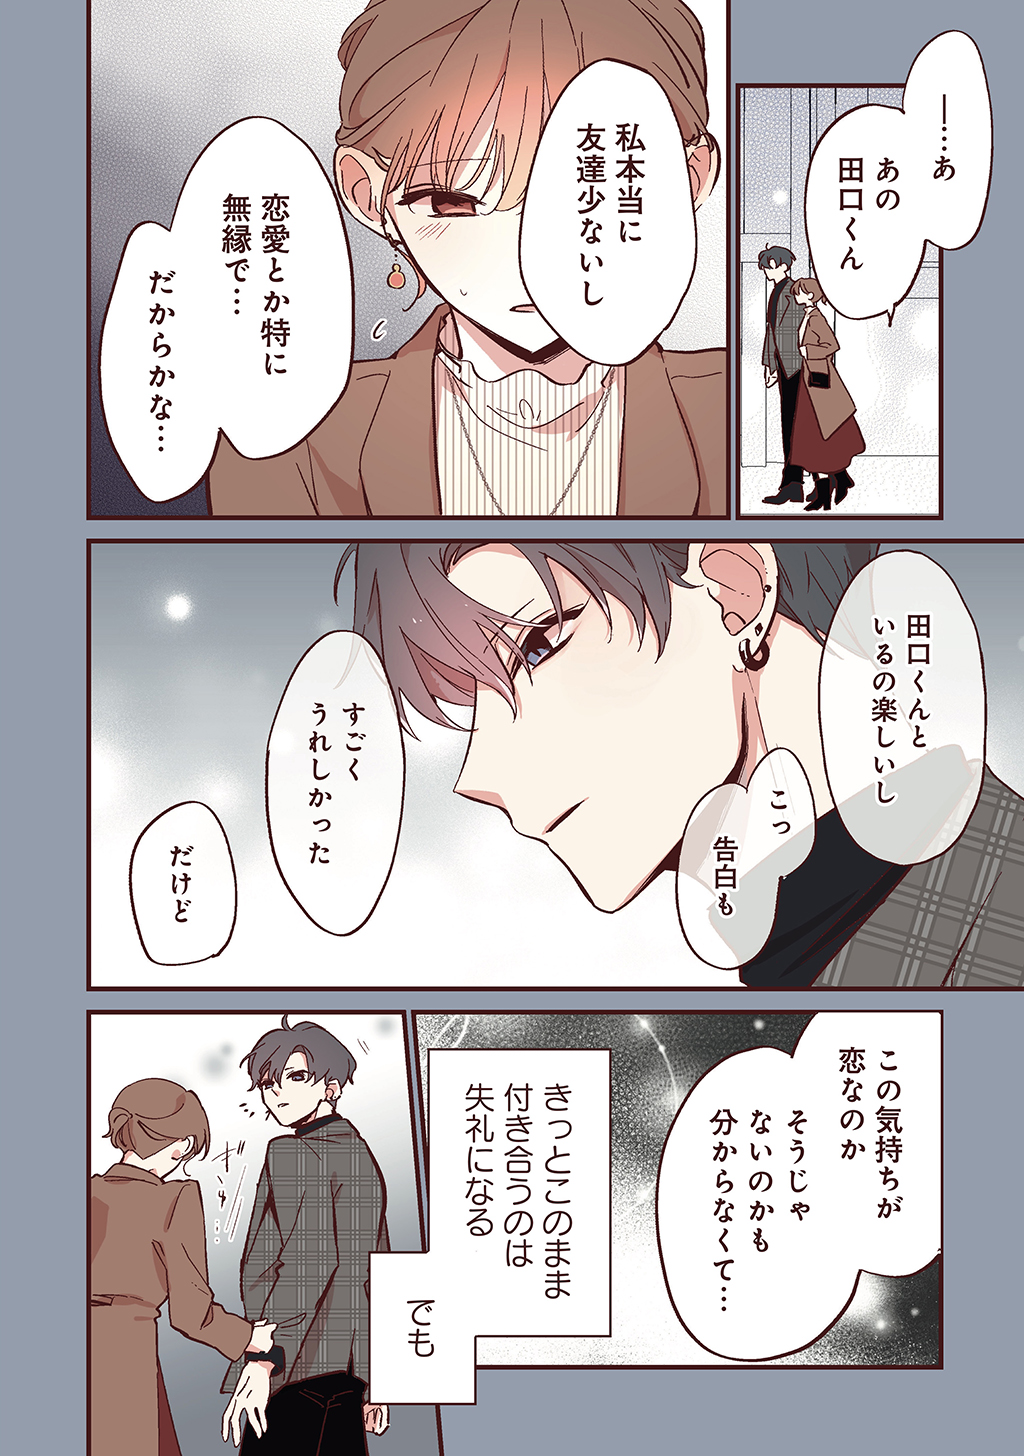 ―…あ
あの
田口くん
私本当に
友達少ないし
恋愛とか特に
無縁で…
だからかな…
田口くんと
いるの楽しいし
こっ
告白も
すごく
うれしかった
だけど
この気持ちが
恋なのか
そうじゃ
ないのかも
分からなくて…
きっとこのまま
付き合うのは
失礼になる
でも